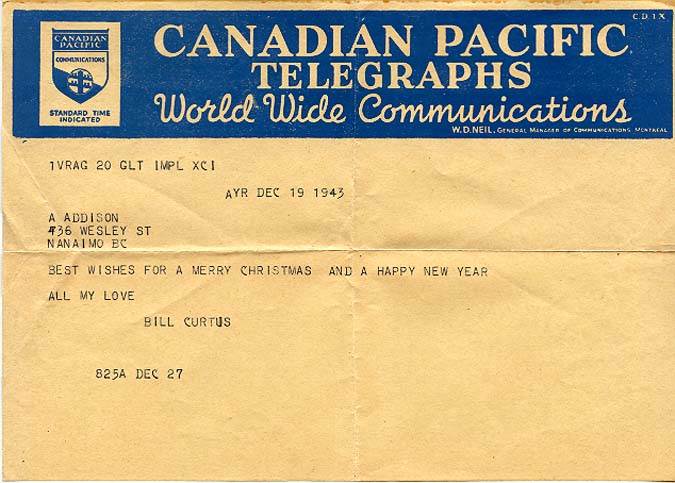 CANADIAN
PACIFIC
COMMUNICATIONS
STANDARD TIME
INDICATED
C.D. 1 X
CANADIAN PACIFIC
TELEGRAPHS
World Wide Communications
W.D. NEIL, GENERAL MANAGER OF COMMUNICATIONS, MONTREAL
1VRAG 20 GLT IMPL XCI
AYR DEC 19 1943
A ADDISON
436 WESLEY ST
NANAIMO BC
BEST WISHES FOR A MERRY CHRISTMAS AND A HAPPY NEW YEAR
ALL MY LOVE
BILL CURTUS
825A DEC 27